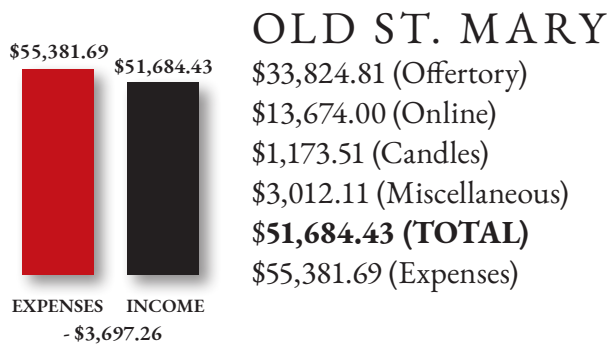 $55,381.69
$51,684.43
EXPENSES INCOME
- $3,697.26
OLD ST. MARY
$33,824.81 (Offertory)
$13,674.00 (Online)
$1,173.51 (Candles)
$3,012.11 (Miscellaneous)
$51,684.43 (TOTAL)
$55,381.69 (Expenses)